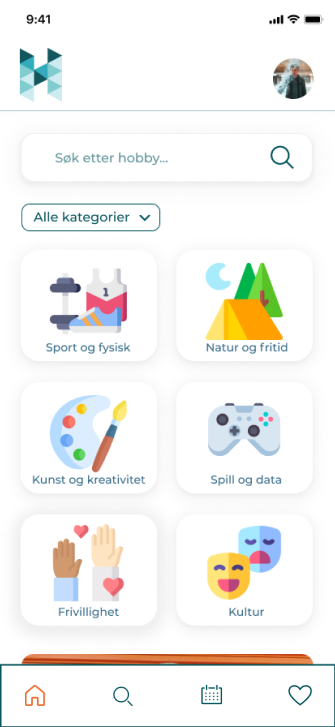 9:41
Søk etter hobby...
Alle kategorier
1
Sport og fysisk
Natur og fritid
Kunst og kreativitet
Spill og data
Frivillighet
Kultur